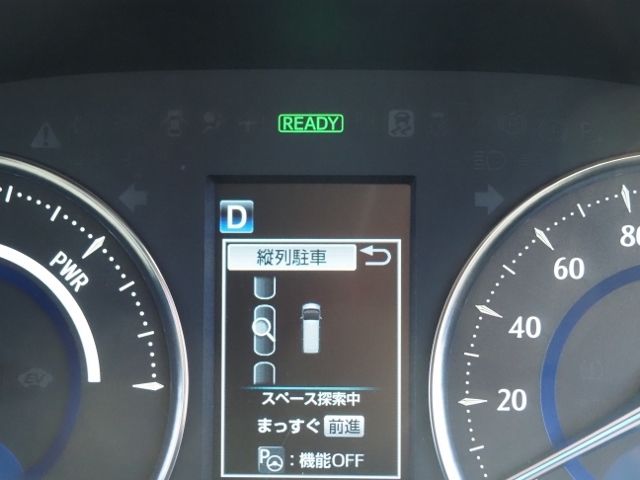 READY
D
縦列駐車
PWR
80
60
40
20
スペース探索中
まっすぐ 前進
P : 機能OFF